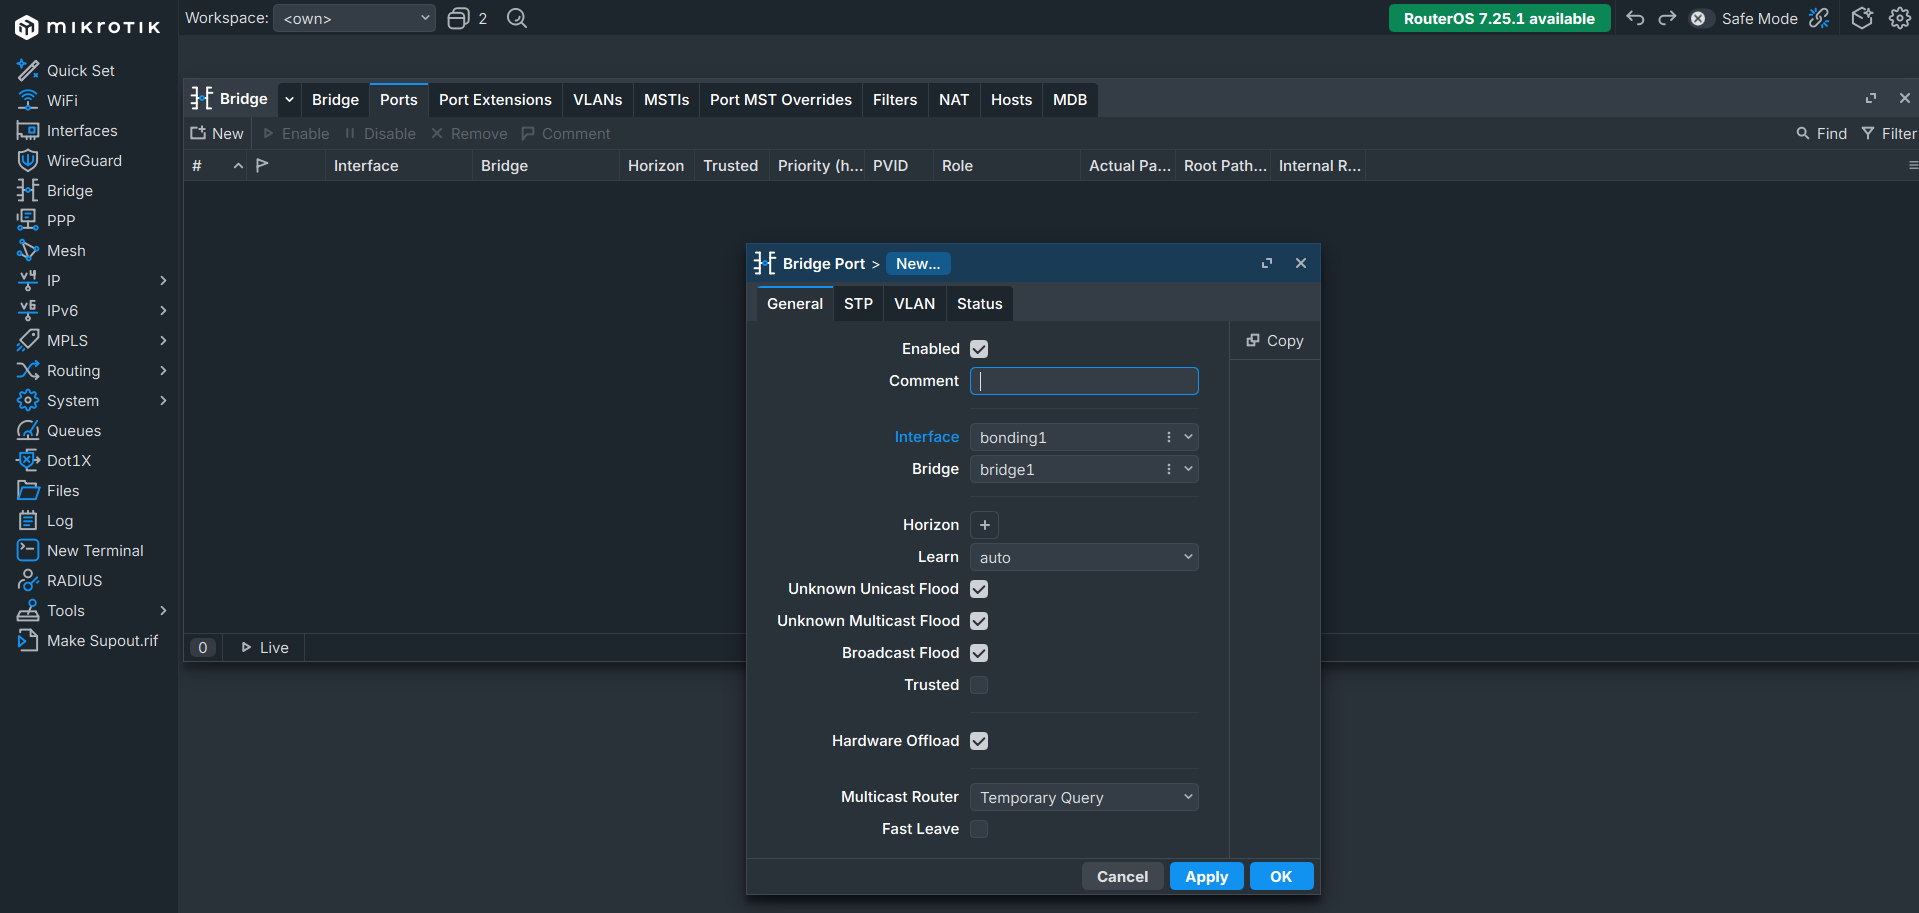 mikrotik
Workspace: <own> 2
RouterOS 7.25.1 available
Safe Mode
Quick Set
WiFi
Interfaces
WireGuard
Bridge
PPP
Mesh
IP
IPv6
MPLS
Routing
System
Queues
Dot1X
Files
Log
New Terminal
RADIUS
Tools
Make Supout.rif
Bridge Bridge Ports Port Extensions VLANs MSTIs Port MST Overrides Filters NAT Hosts MDB
New Enable Disable Remove Comment Find Filter
# Interface Bridge Horizon Trusted Priority (h... PVID Role Actual Pa... Root Path... Internal R...
0 Live
Bridge Port > New...
General STP VLAN Status
Copy
Enabled
Comment
Interface bonding1
Bridge bridge1
Horizon +
Learn auto
Unknown Unicast Flood
Unknown Multicast Flood
Broadcast Flood
Trusted
Hardware Offload
Multicast Router Temporary Query
Fast Leave
Cancel Apply OK